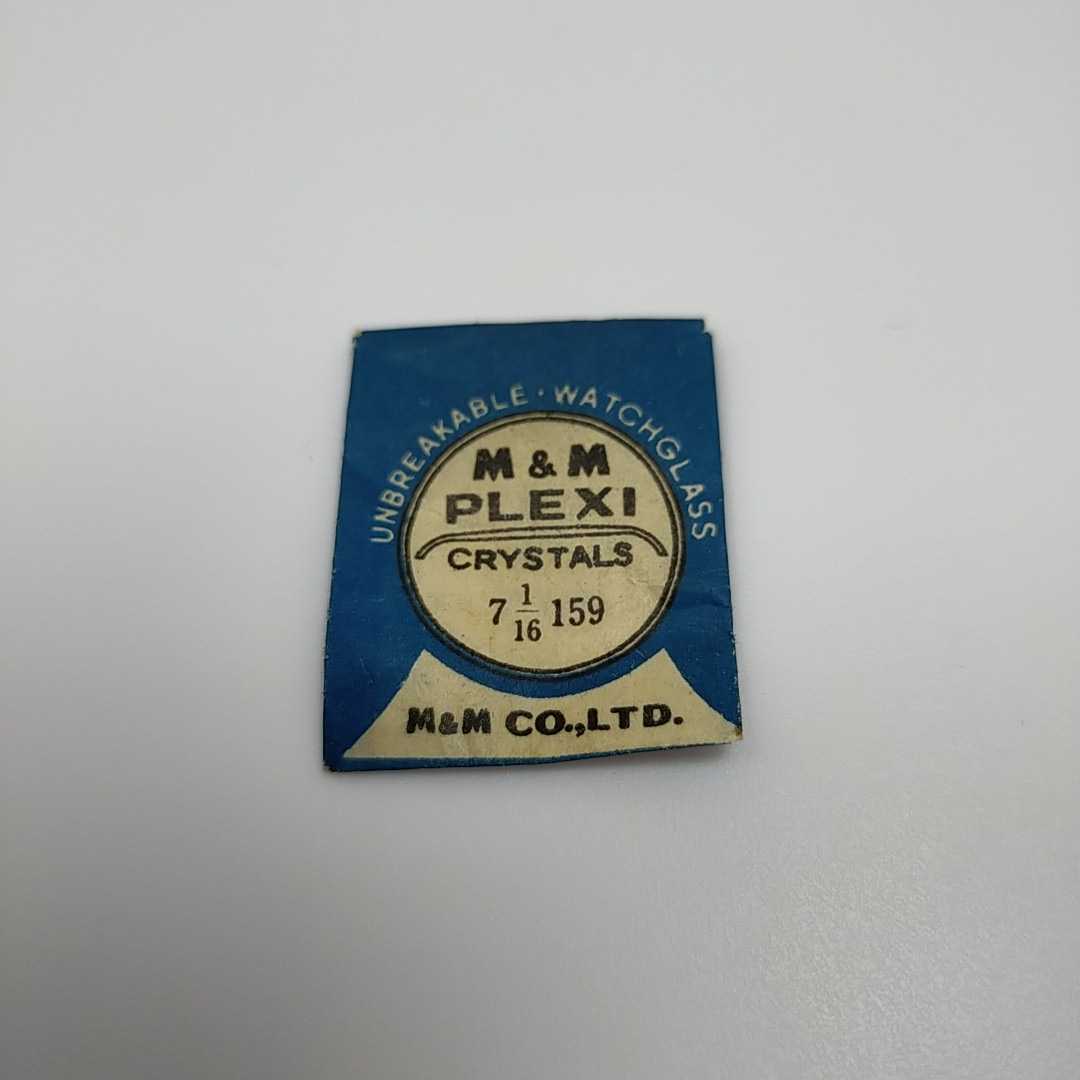 UNBREAKABLE · WATCHGLASS
M & M
PLEXI
CRYSTALS
7 1/16 159
M&M CO.,LTD.